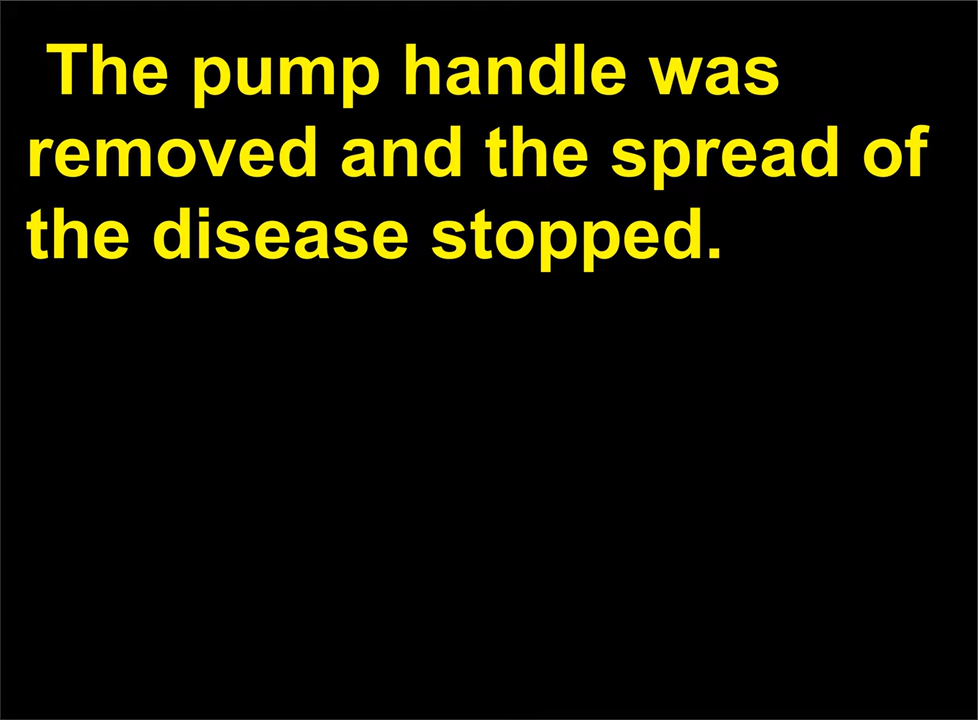 The pump handle was
removed and the spread of
the disease stopped.